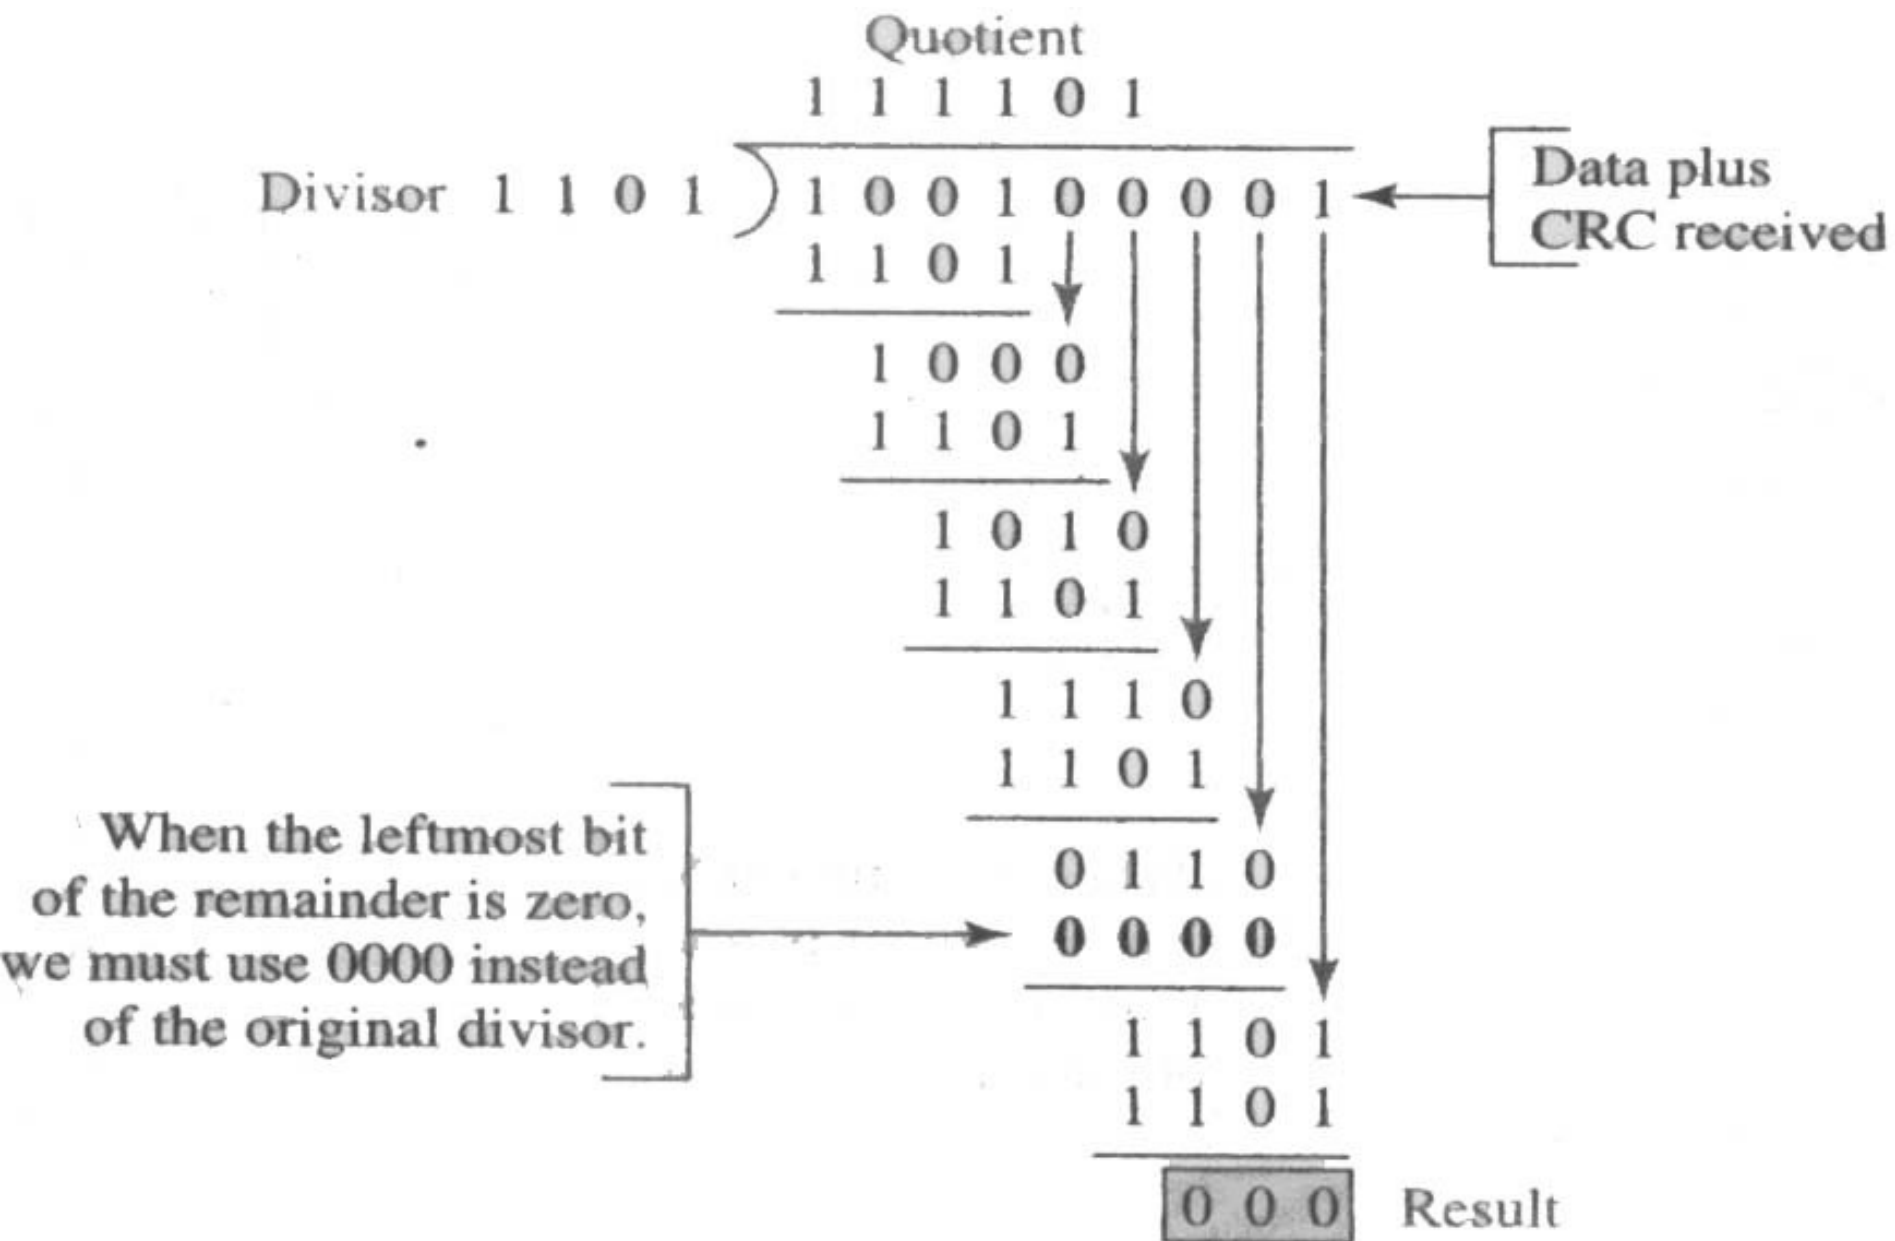 Quotient
1 1 1 1 0 1
Divisor 1 1 0 1 1 0 0 1 0 0 0 0 1
Data plus
CRC received
1 1 0 1
1 0 0 0
1 1 0 1
1 0 1 0
1 1 0 1
1 1 1 0
1 1 0 1
When the leftmost bit
of the remainder is zero,
we must use 0000 instead
of the original divisor.
0 1 1 0
0 0 0 0
1 1 0 1
1 1 0 1
0 0 0 Result